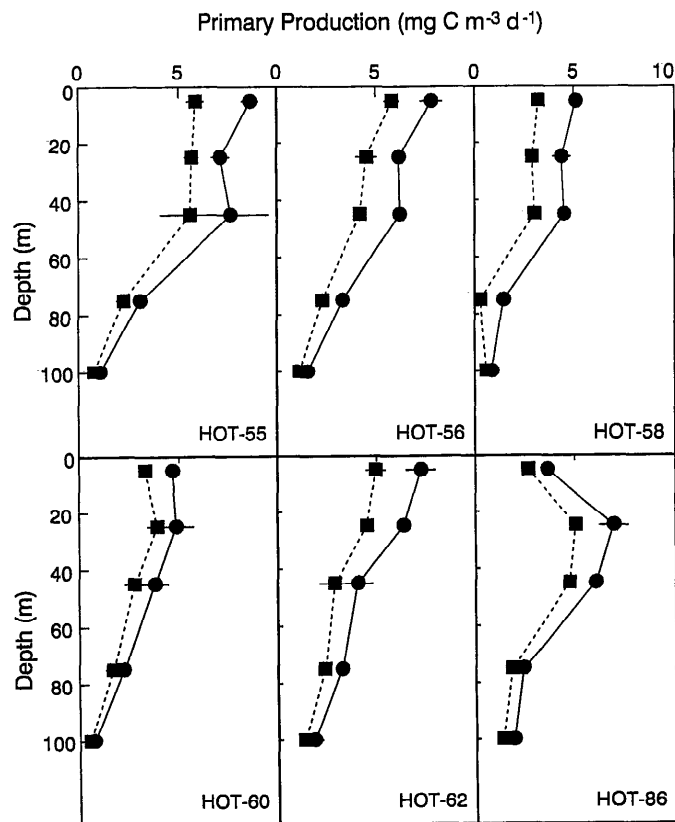 Primary Production (mg C m-3 d-1)
0 5 0 5 0 5 10
0
20
40
60
80
100
Depth (m)
HOT-55 HOT-56 HOT-58
0
20
40
60
80
100
Depth (m)
HOT-60 HOT-62 HOT-86